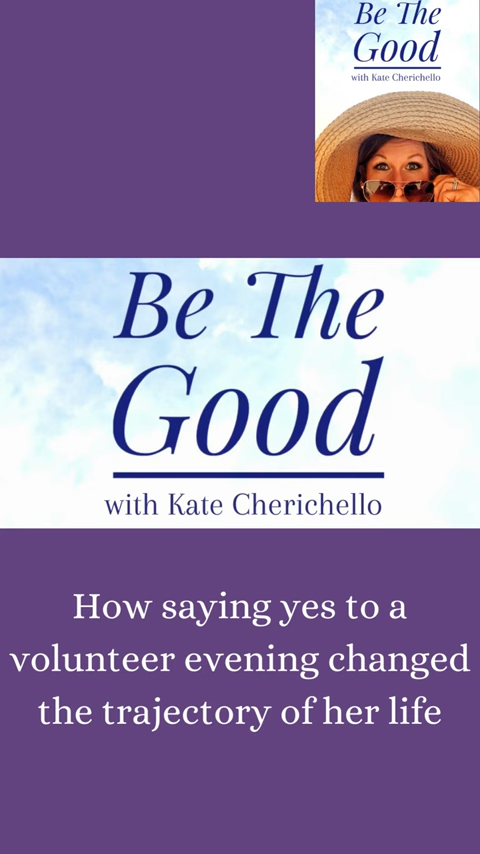 Be The
Good
with Kate Cherichello
Be The
Good
with Kate Cherichello
How saying yes to a
volunteer evening changed
the trajectory of her life